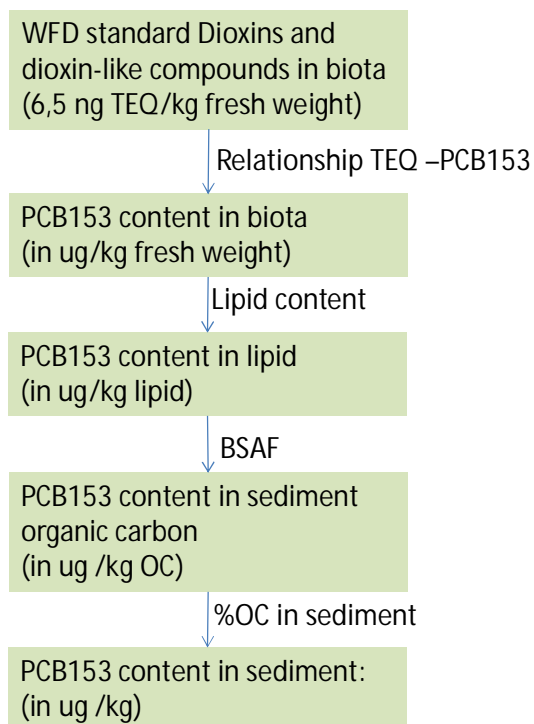 WFD standard Dioxins and
dioxin-like compounds in biota
(6,5 ng TEQ/kg fresh weight)
Relationship TEQ –PCB153
PCB153 content in biota
(in ug/kg fresh weight)
Lipid content
PCB153 content in lipid
(in ug/kg lipid)
BSAF
PCB153 content in sediment
organic carbon
(in ug /kg OC)
%OC in sediment
PCB153 content in sediment:
(in ug /kg)